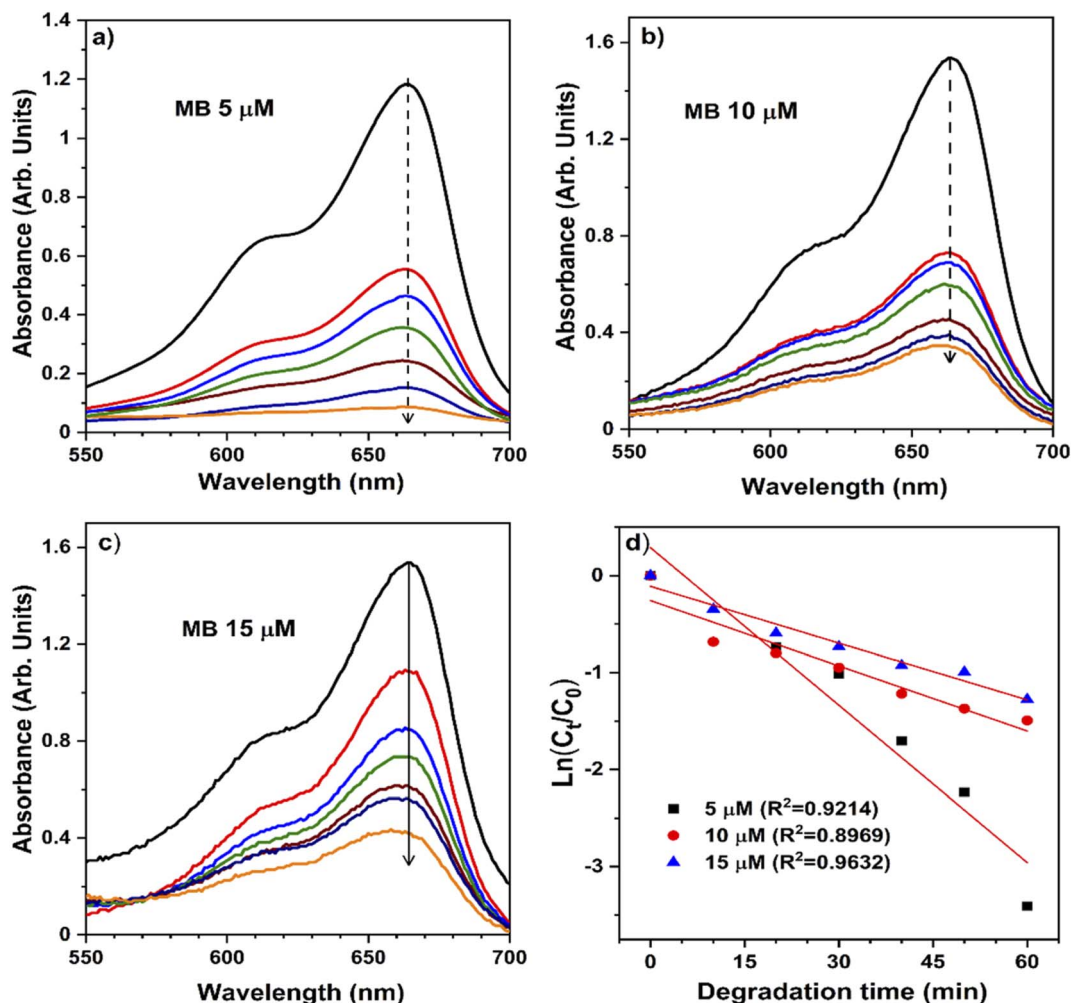 a)
MB 5 μM
1.4
1.2
1
0.8
0.6
0.4
0.2
0
Absorbance (Arb. Units)
550
600
650
700
Wavelength (nm)
b)
MB 10 μM
1.6
1.2
0.8
0.4
0
Absorbance (Arb. Units)
550
600
650
700
Wavelength (nm)
c)
MB 15 μM
1.6
1.2
0.8
0.4
0
Absorbance (Arb. Units)
550
600
650
700
Wavelength (nm)
d)
0
-1
-2
-3
Ln(Cₜ/C₀)
5 μM (R²=0.9214)
10 μM (R²=0.8969)
15 μM (R²=0.9632)
0
15
30
45
60
Degradation time (min)